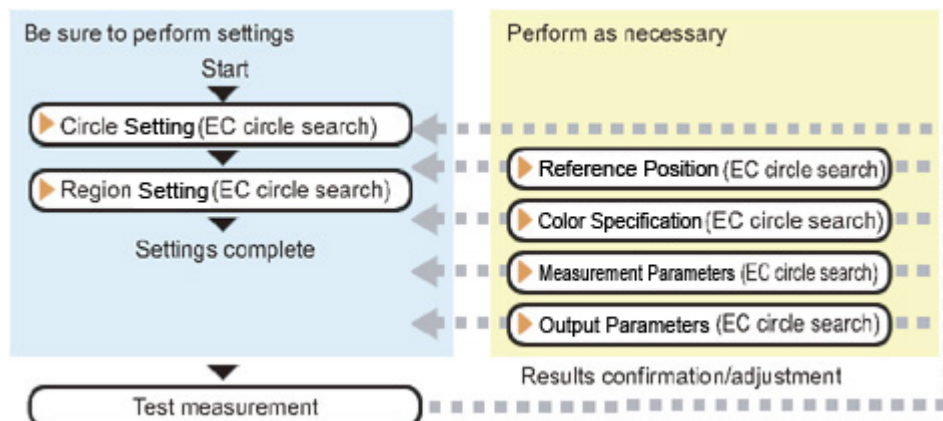 Be sure to perform settings
Start
Circle Setting (EC circle search)
Region Setting (EC circle search)
Settings complete
Perform as necessary
Reference Position (EC circle search)
Color Specification (EC circle search)
Measurement Parameters (EC circle search)
Output Parameters (EC circle search)
Results confirmation/adjustment
Test measurement